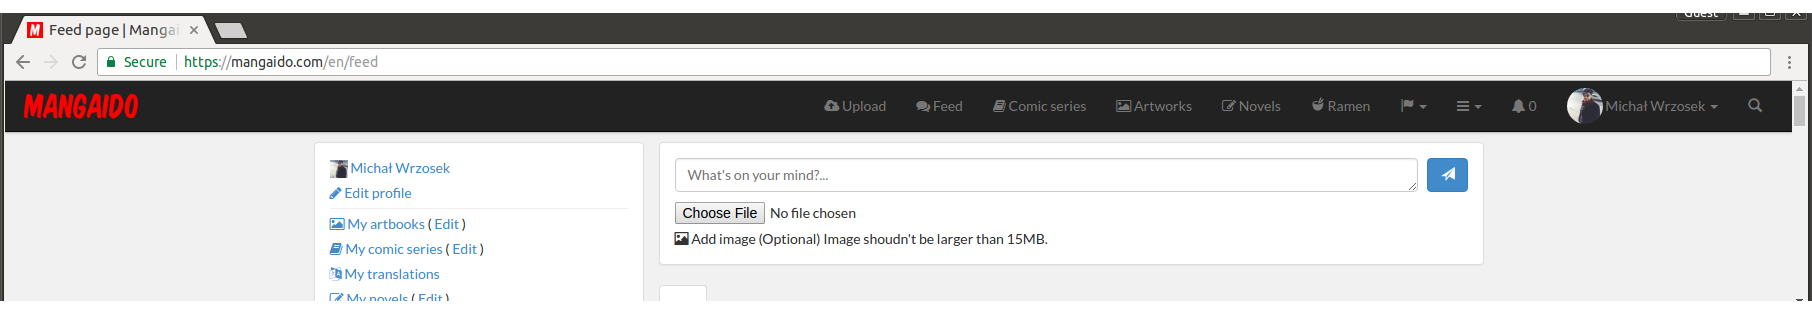 Guest
Feed page | Mangai
Secure https://mangaido.com/en/feed
MANGAIDO Upload Feed Comic series Artworks Novels Ramen 0 Michał Wrzosek
Michał Wrzosek
Edit profile
My artbooks ( Edit )
My comic series ( Edit )
My translations
My novels ( Edit )
What's on your mind?...
Choose File No file chosen
Add image (Optional) Image shoudn't be larger than 15MB.